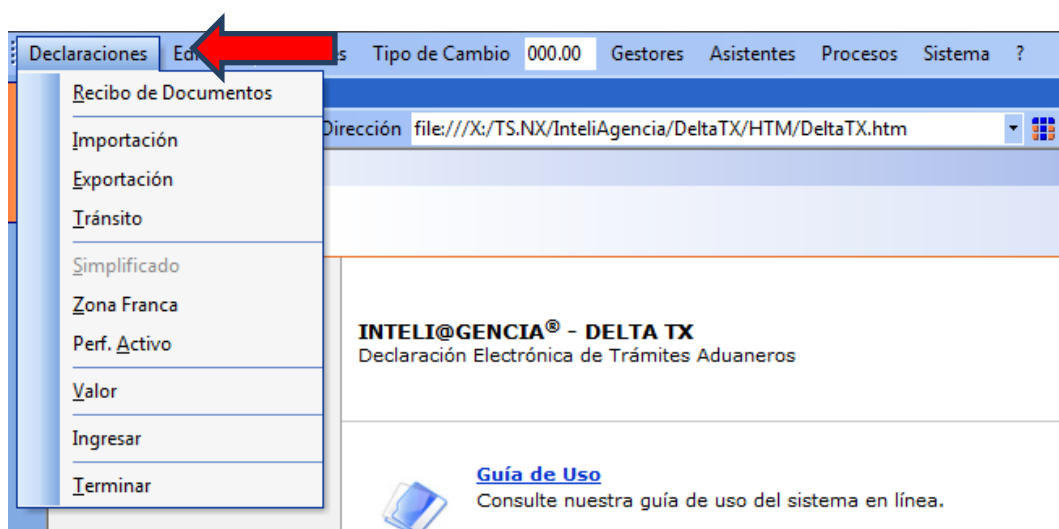 Declaraciones Tipo de Cambio 000.00 Gestores Asistentes Procesos Sistema ?
Recibo de Documentos
Dirección file:///X:/TS.NX/InteliAgencia/DeltaTX/HTM/DeltaTX.htm
Importación
Exportación
Tránsito
Simplificado
Zona Franca
Perf. Activo
Valor
Ingresar
Terminar
INTELI@GENCIA® - DELTA TX
Declaración Electrónica de Trámites Aduaneros
Guía de Uso
Consulte nuestra guía de uso del sistema en línea.